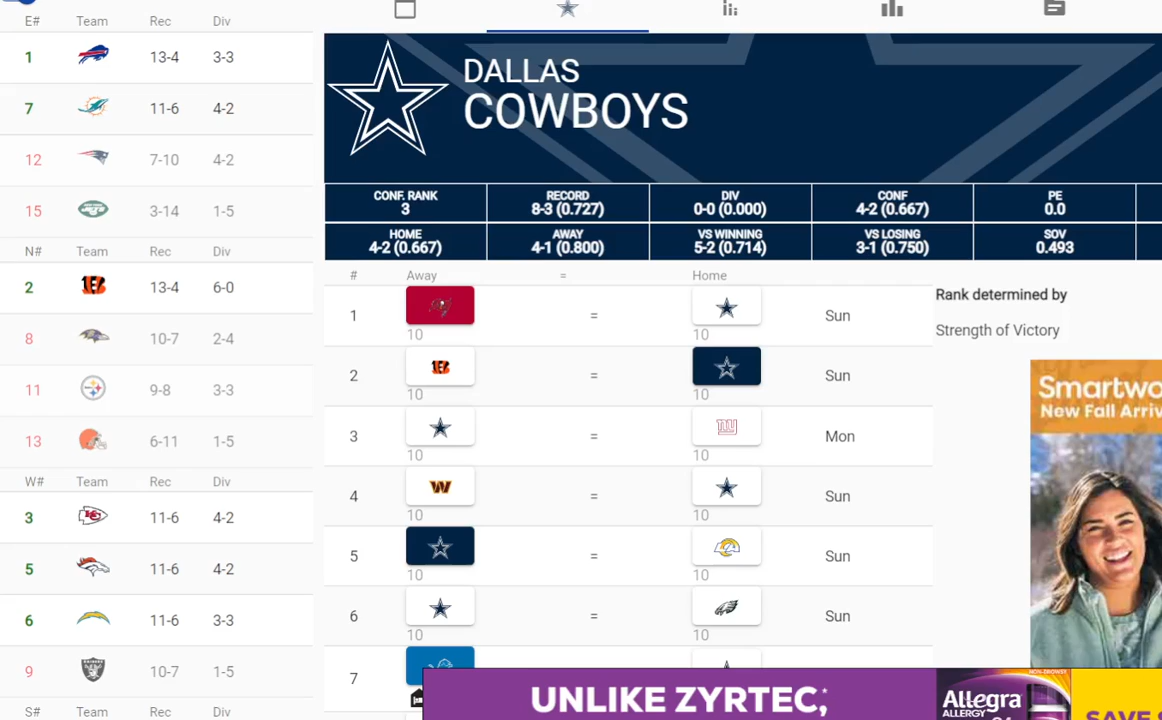 E# Team Rec Div
1 13-4 3-3
7 11-6 4-2
12 7-10 4-2
15 3-14 1-5
N# Team Rec Div
2 13-4 6-0
8 10-7 2-4
11 9-8 3-3
13 6-11 1-5
W# Team Rec Div
3 11-6 4-2
5 11-6 4-2
6 11-6 3-3
9 10-7 1-5
S# Team Rec Div
DALLAS
COWBOYS
CONF. RANK RECORD DIV CONF PE
3 8-3 (0.727) 0-0 (0.000) 4-2 (0.667) 0.0
HOME AWAY VS WINNING VS LOSING SOV
4-2 (0.667) 4-1 (0.800) 5-2 (0.714) 3-1 (0.750) 0.493
# Away = Home
1 = Sun
10 10
2 = Sun
10 10
3 = Mon
10 10
4 = Sun
10 10
5 = Sun
10 10
6 = Sun
10 10
7
Rank determined by
Strength of Victory
Smartwo
New Fall Arriv
UNLIKE ZYRTEC,*
NON-DROWSY
Allegra
ALLERGY
SAVE